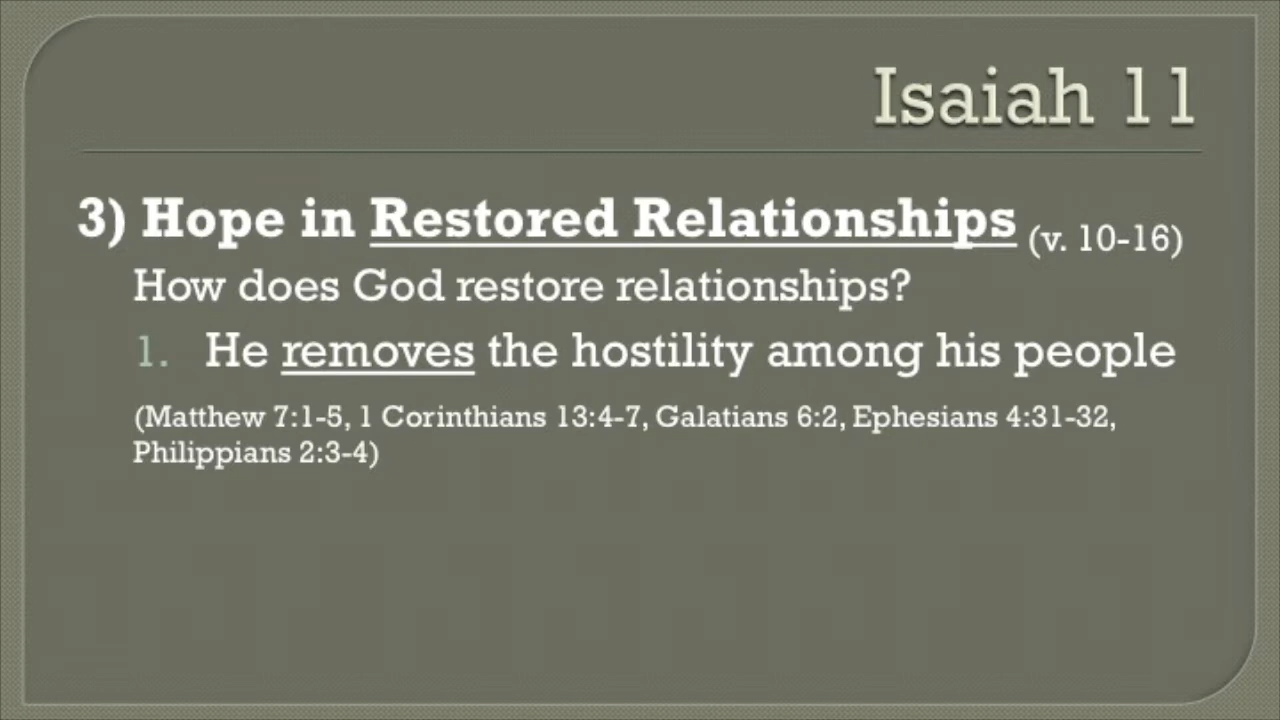 Isaiah 11
3) Hope in Restored Relationships (v. 10-16)
How does God restore relationships?
1. He removes the hostility among his people
(Matthew 7:1-5, 1 Corinthians 13:4-7, Galatians 6:2, Ephesians 4:31-32,
Philippians 2:3-4)